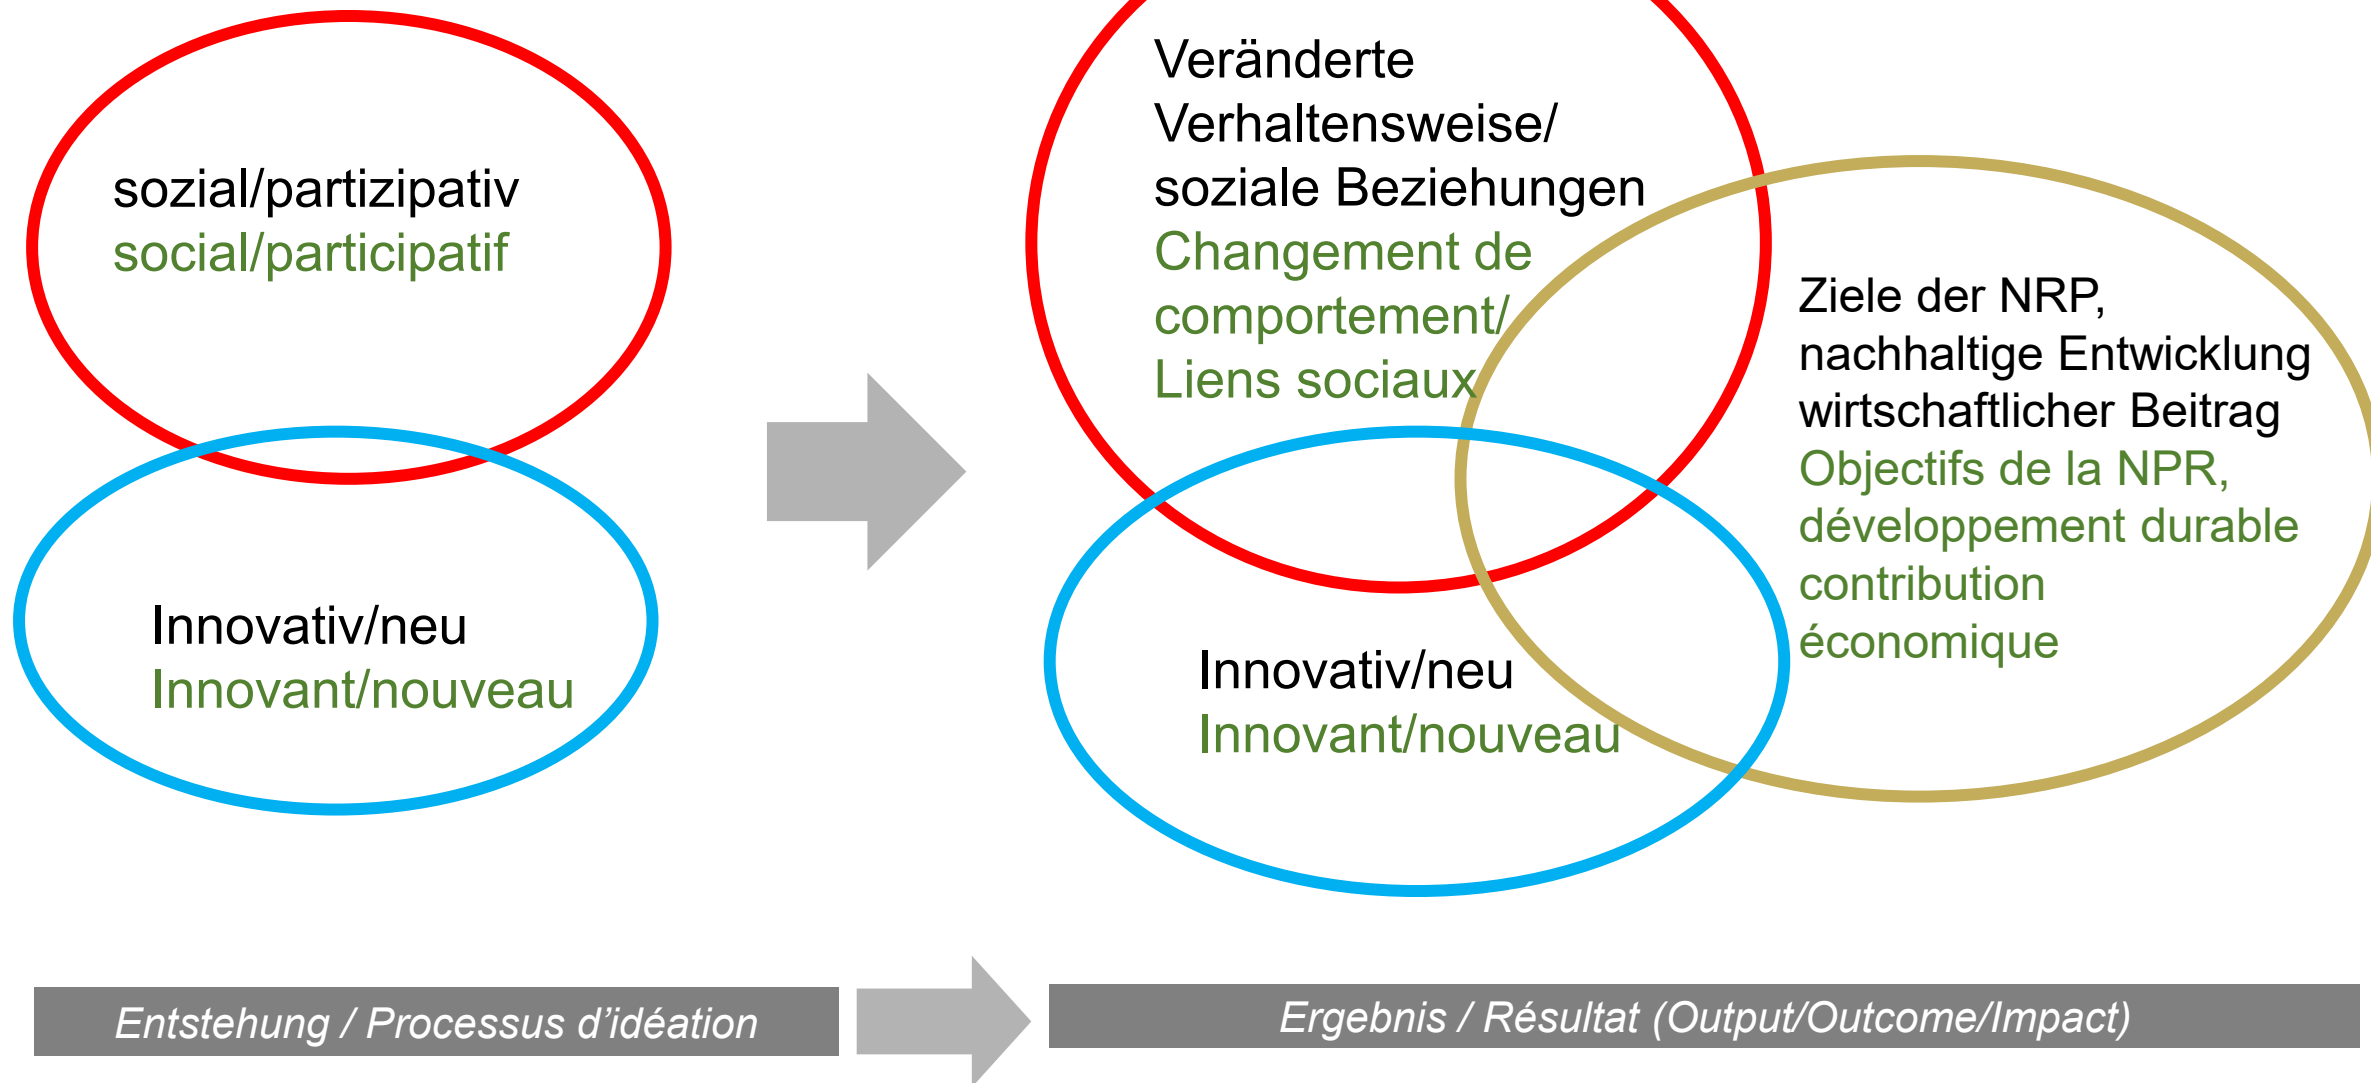 sozial/partizipativ
social/participatif
Innovativ/neu
Innovant/nouveau
Veränderte
Verhaltensweise/
soziale Beziehungen
Changement de
comportement/
Liens sociaux
Ziele der NRP,
nachhaltige Entwicklung
wirtschaftlicher Beitrag
Objectifs de la NPR,
développement durable
contribution
économique
Innovativ/neu
Innovant/nouveau
Entstehung / Processus d’idéation
Ergebnis / Résultat (Output/Outcome/Impact)